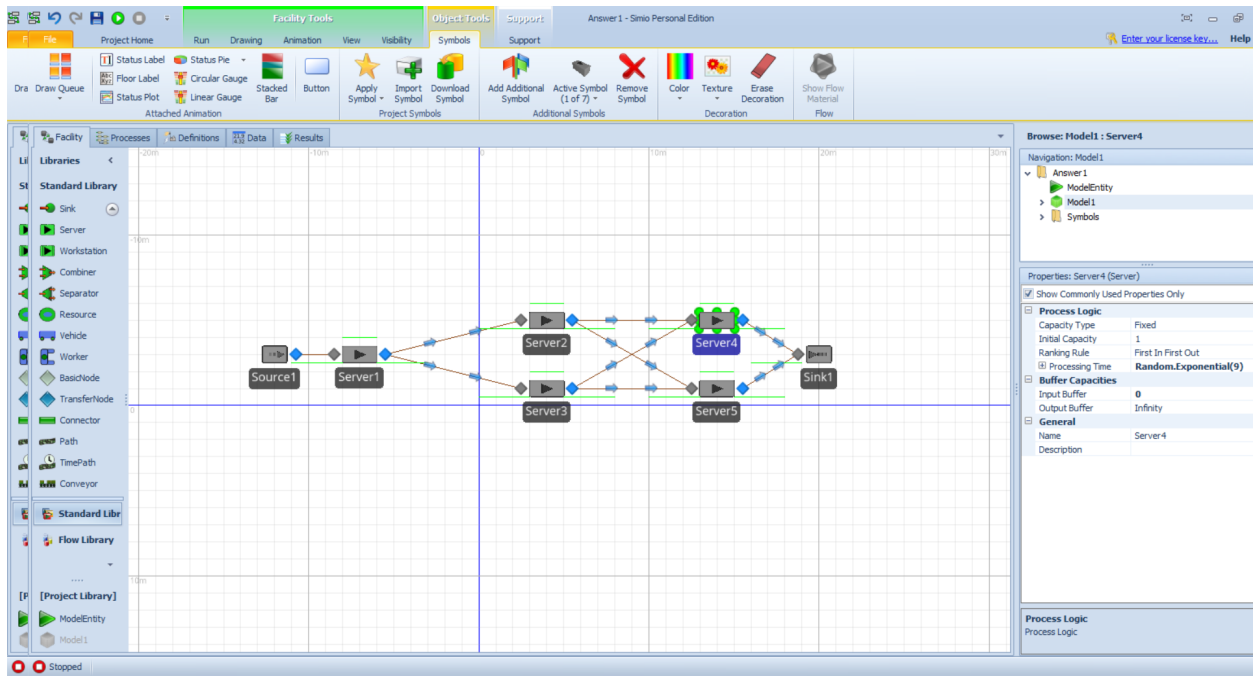 Facility Tools Object Tools Support Answer1 - Simio Personal Edition
File Project Home Run Drawing Animation View Visibility Symbols Support Enter your license key... Help
Status Label Status Pie
Floor Label Circular Gauge
Status Plot Linear Gauge
Dra Draw Queue Stacked Bar Button Apply Symbol Import Symbol Download Symbol Add Additional Symbol Active Symbol (1 of 7) Remove Symbol Color Texture Erase Decoration Show Flow Material
Attached Animation Project Symbols Additional Symbols Decoration Flow
Facility Processes Definitions Data Results
Li Libraries <
St Standard Library
Sink
Server
Workstation
Combiner
Separator
Resource
Vehicle
Worker
BasicNode
TransferNode
Connector
Path
TimePath
Conveyor
Standard Libr
Flow Library
[P [Project Library]
ModelEntity
Model1
-20m -10m 0 10m 20m 30m
-10m
0
10m
Source1
Server1
Server2
Server3
Server4
Server5
Sink1
Browse: Model1 : Server4
Navigation: Model1
Answer1
ModelEntity
Model1
Symbols
Properties: Server4 (Server)
Show Commonly Used Properties Only
Process Logic
Capacity Type Fixed
Initial Capacity 1
Ranking Rule First In First Out
Processing Time Random.Exponential(9)
Buffer Capacities
Input Buffer 0
Output Buffer Infinity
General
Name Server4
Description
Process Logic
Process Logic
Stopped